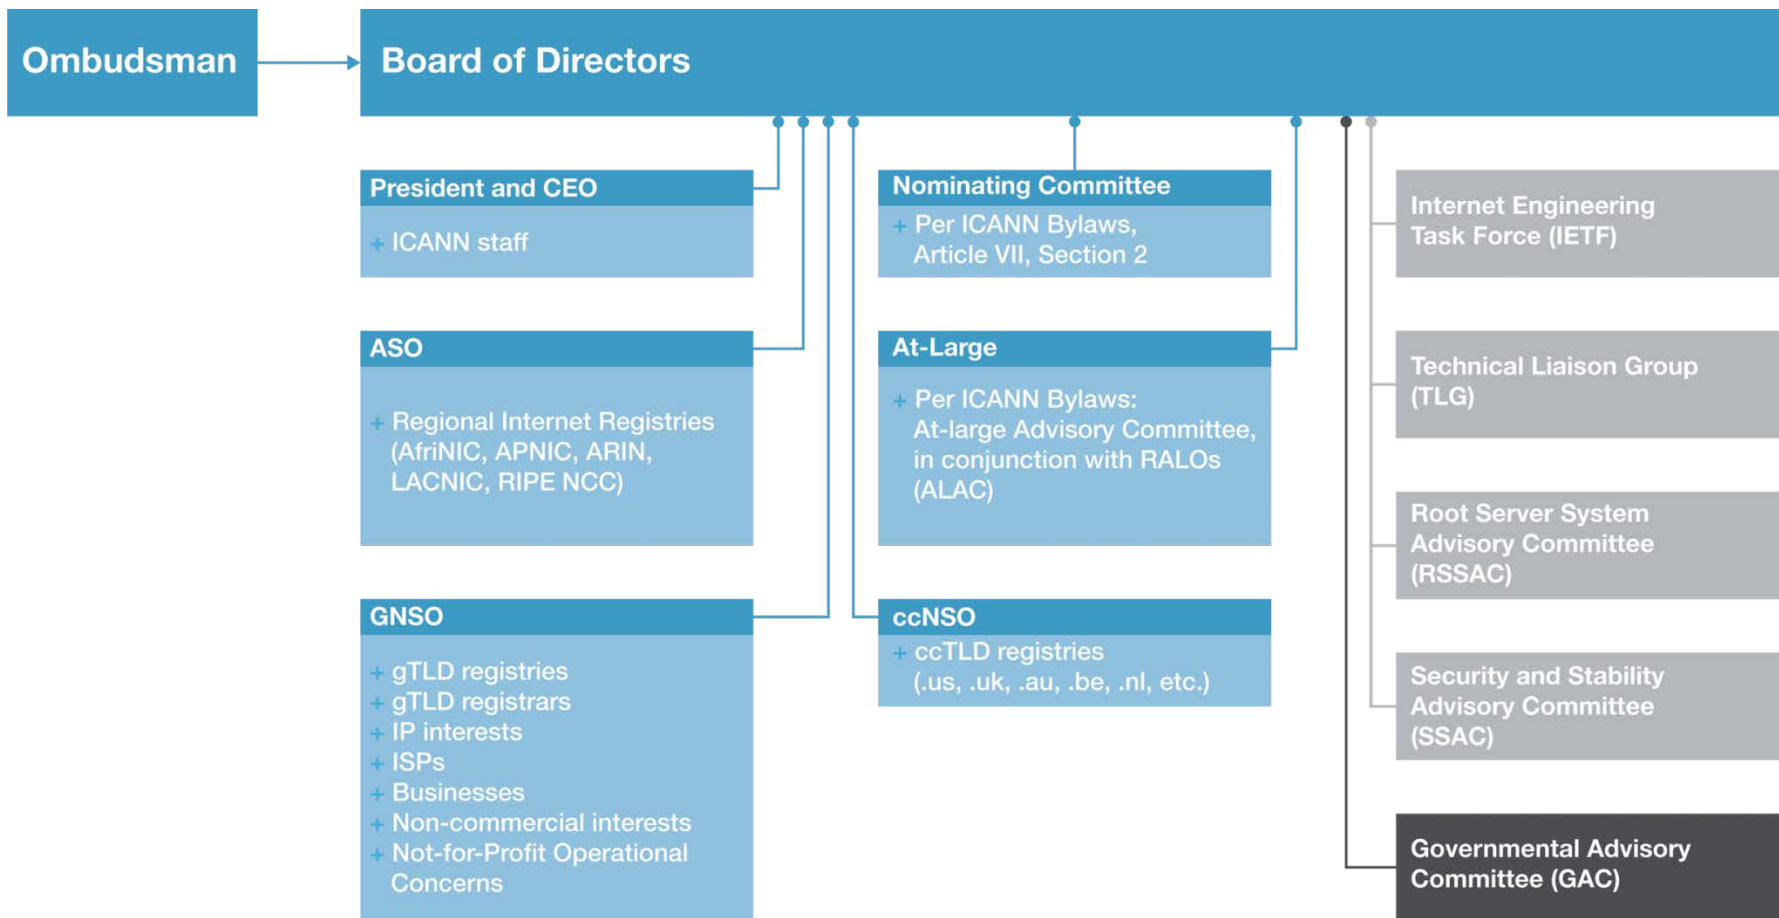 Ombudsman
Board of Directors
President and CEO
+ ICANN staff
Nominating Committee
+ Per ICANN Bylaws,
Article VII, Section 2
Internet Engineering
Task Force (IETF)
ASO
+ Regional Internet Registries
(AfriNIC, APNIC, ARIN,
LACNIC, RIPE NCC)
At-Large
+ Per ICANN Bylaws:
At-large Advisory Committee,
in conjunction with RALOs
(ALAC)
Technical Liaison Group
(TLG)
Root Server System
Advisory Committee
(RSSAC)
GNSO
+ gTLD registries
+ gTLD registrars
+ IP interests
+ ISPs
+ Businesses
+ Non-commercial interests
+ Not-for-Profit Operational
Concerns
ccNSO
+ ccTLD registries
(.us, .uk, .au, .be, .nl, etc.)
Security and Stability
Advisory Committee
(SSAC)
Governmental Advisory
Committee (GAC)